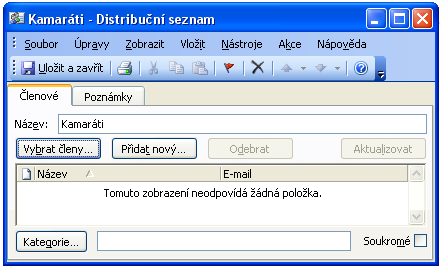 Kamaráti - Distribuční seznam
Soubor Úpravy Zobrazit Vložit Nástroje Akce Nápověda
Uložit a zavřít
Členové Poznámky
Název: Kamaráti
Vybrat členy... Přidat nový... Odebrat Aktualizovat
Název E-mail
Tomuto zobrazení neodpovídá žádná položka.
Kategorie... Soukromé